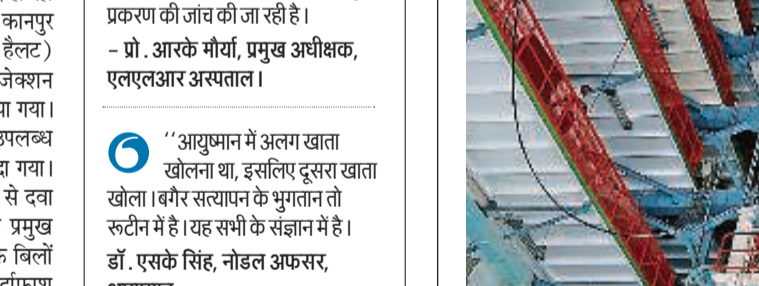 कानपुर
हैलट)
जेक्शन
या गया।
उपलब्ध
दा गया।
से दवा
प्रमुख
बिलों
प्रकरण की जांच की जा रही है।
– प्रो. आरके मौर्या, प्रमुख अधीक्षक,
एलएलआर अस्पताल।
‘‘आयुष्मान में अलग खाता
खोलना था, इसलिए दूसरा खाता
खोला।बगैर सत्यापन के भुगतान तो
रूटीन में है।यह सभी के संज्ञान में है।
डॉ. एसके सिंह, नोडल अफसर,